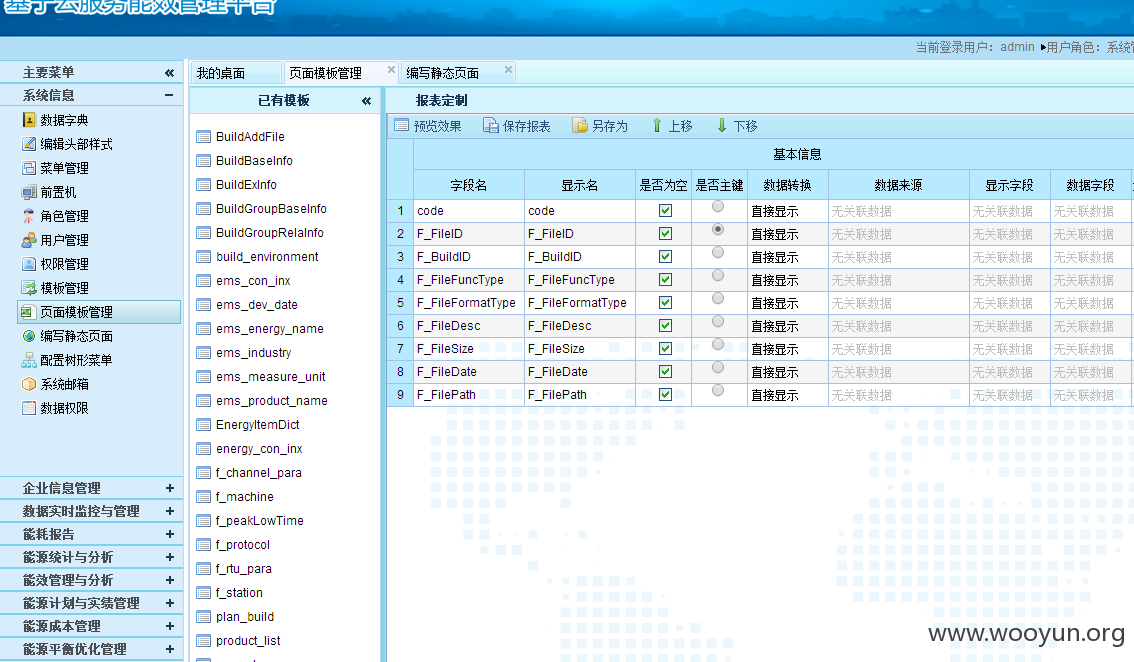 基于云服务能效管理平台
当前登录用户：admin ▸用户角色：系统
主要菜单 «
系统信息 −
数据字典
编辑头部样式
菜单管理
前置机
角色管理
用户管理
权限管理
模板管理
页面模板管理
编写静态页面
配置树形菜单
系统邮箱
数据权限
企业信息管理 +
数据实时监控与管理 +
能耗报告 +
能源统计与分析 +
能效管理与分析 +
能源计划与实绩管理 +
能源成本管理 +
能源平衡优化管理 +
我的桌面 页面模板管理 × 编写静态页面 ×
已有模板 «
BuildAddFile
BuildBaseInfo
BuildExInfo
BuildGroupBaseInfo
BuildGroupRelaInfo
build_environment
ems_con_inx
ems_dev_date
ems_energy_name
ems_industry
ems_measure_unit
ems_product_name
EnergyItemDict
energy_con_inx
f_channel_para
f_machine
f_peakLowTime
f_protocol
f_rtu_para
f_station
plan_build
product_list
报表定制
预览效果 保存报表 另存为 上移 下移
基本信息
字段名 显示名 是否为空 是否主键 数据转换 数据来源 显示字段 数据字段
1 code code 直接显示 无关联数据 无关联数据 无关联数据
2 F_FileID F_FileID 直接显示 无关联数据 无关联数据 无关联数据
3 F_BuildID F_BuildID 直接显示 无关联数据 无关联数据 无关联数据
4 F_FileFuncType F_FileFuncType 直接显示 无关联数据 无关联数据 无关联数据
5 F_FileFormatType F_FileFormatType 直接显示 无关联数据 无关联数据 无关联数据
6 F_FileDesc F_FileDesc 直接显示 无关联数据 无关联数据 无关联数据
7 F_FileSize F_FileSize 直接显示 无关联数据 无关联数据 无关联数据
8 F_FileDate F_FileDate 直接显示 无关联数据 无关联数据 无关联数据
9 F_FilePath F_FilePath 直接显示 无关联数据 无关联数据 无关联数据
www.wooyun.org